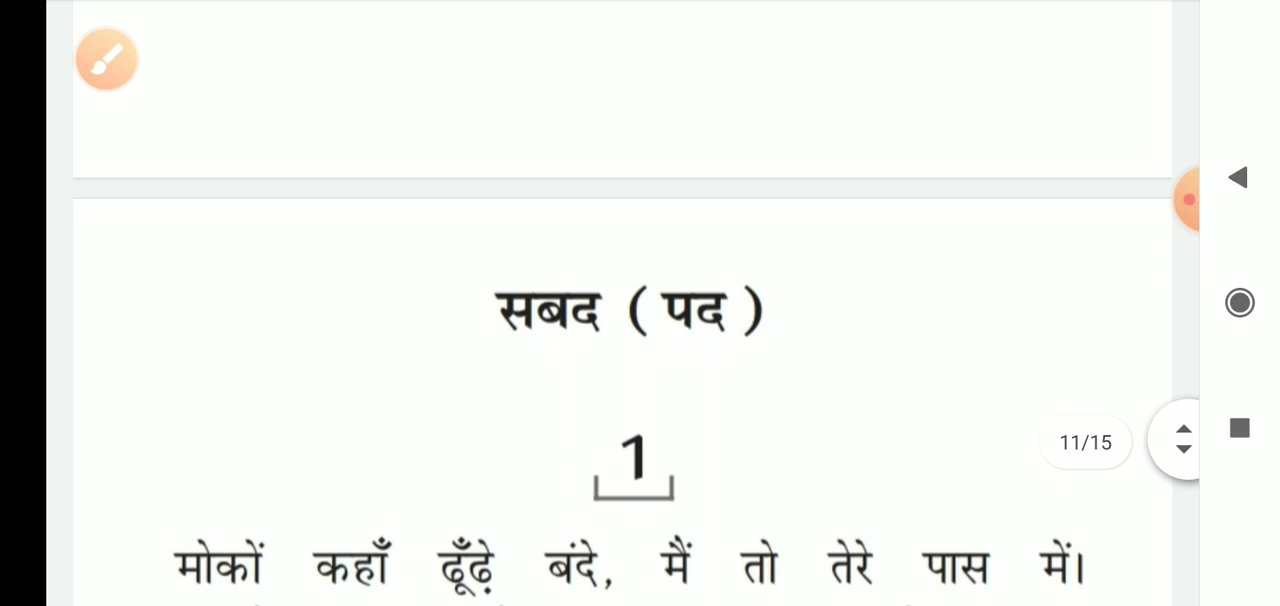 सबद ( पद )
1
11/15
मोकों कहाँ ढूँढ़े बंदे, मैं तो तेरे पास में।